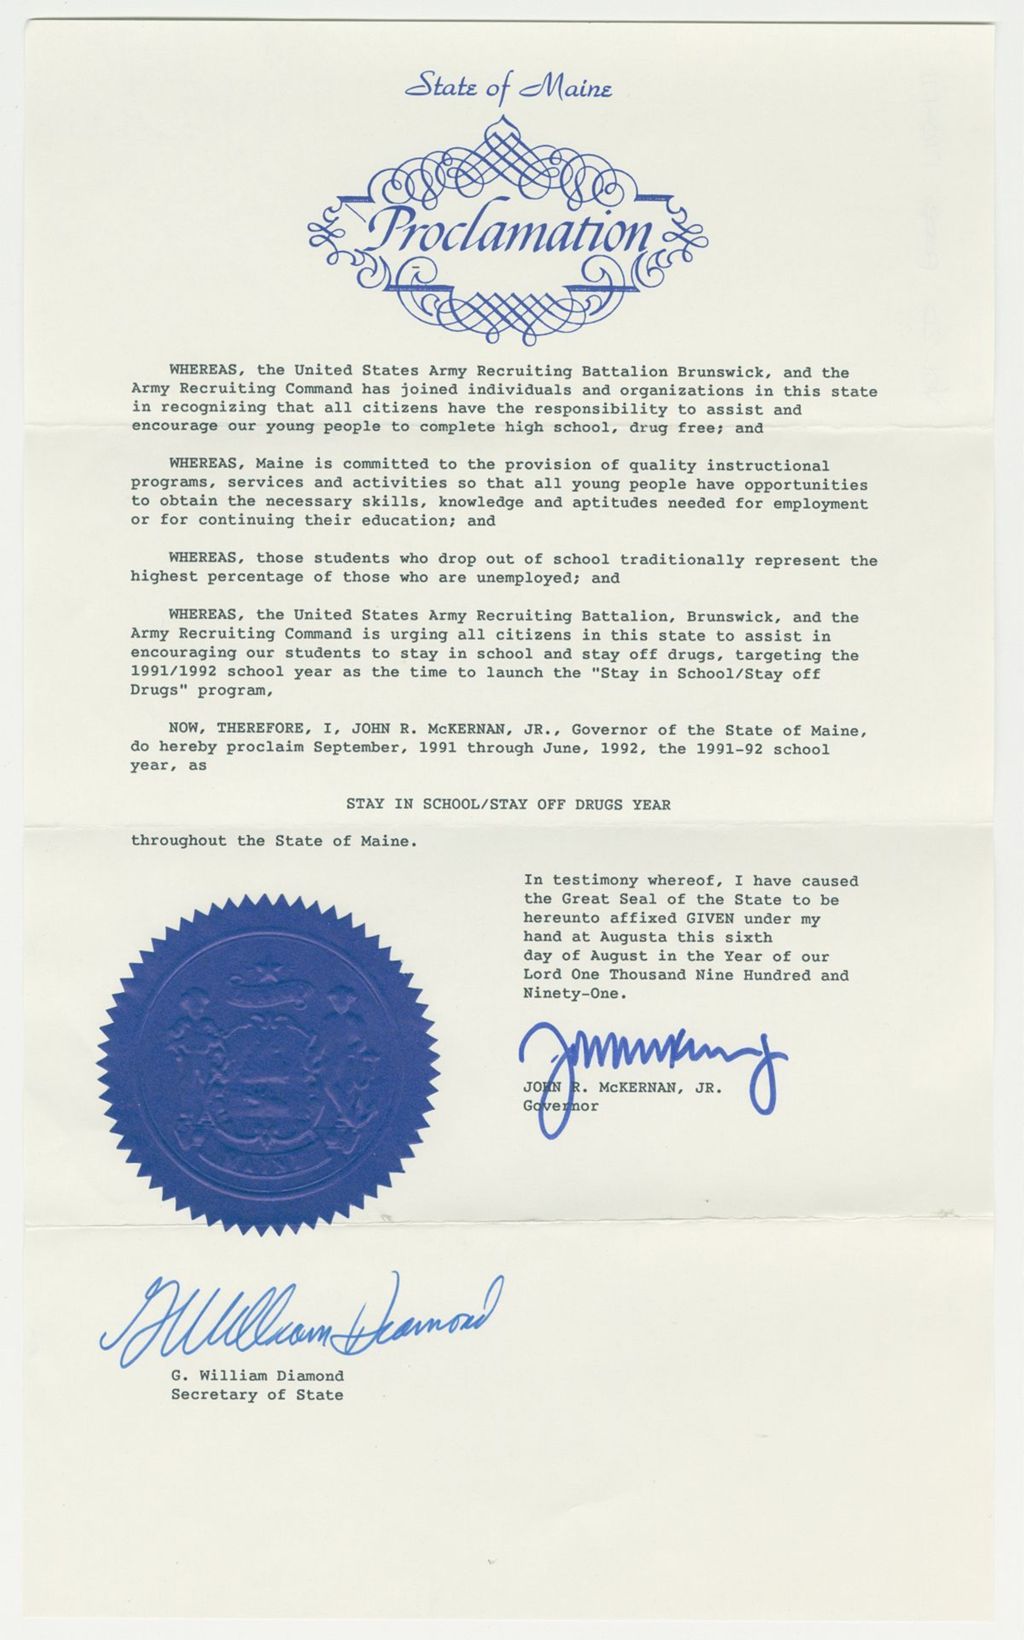 State of Maine
Proclamation
WHEREAS, the United States Army Recruiting Battalion Brunswick, and the
Army Recruiting Command has joined individuals and organizations in this state
in recognizing that all citizens have the responsibility to assist and
encourage our young people to complete high school, drug free; and
WHEREAS, Maine is committed to the provision of quality instructional
programs, services and activities so that all young people have opportunities
to obtain the necessary skills, knowledge and aptitudes needed for employment
or for continuing their education; and
WHEREAS, those students who drop out of school traditionally represent the
highest percentage of those who are unemployed; and
WHEREAS, the United States Army Recruiting Battalion, Brunswick, and the
Army Recruiting Command is urging all citizens in this state to assist in
encouraging our students to stay in school and stay off drugs, targeting the
1991/1992 school year as the time to launch the "Stay in School/Stay off
Drugs" program,
NOW, THEREFORE, I, JOHN R. McKERNAN, JR., Governor of the State of Maine,
do hereby proclaim September, 1991 through June, 1992, the 1991-92 school
year, as
STAY IN SCHOOL/STAY OFF DRUGS YEAR
throughout the State of Maine.
In testimony whereof, I have caused
the Great Seal of the State to be
hereunto affixed GIVEN under my
hand at Augusta this sixth
day of August in the Year of our
Lord One Thousand Nine Hundred and
Ninety-One.
JOHN R. McKERNAN, JR.
Governor
MAINE
G William Diamond
G. William Diamond
Secretary of State